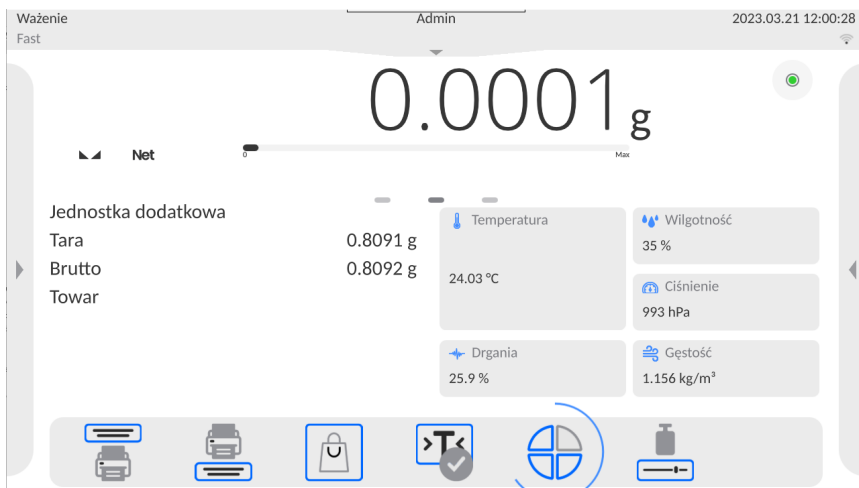 Ważenie Admin 2023.03.21 12:00:28
Fast
0.0001 g
Net
0 Max
Jednostka dodatkowa
Tara 0.8091 g
Brutto 0.8092 g
Towar
Temperatura
24.03 °C
Wilgotność
35 %
Ciśnienie
993 hPa
Drgania
25.9 %
Gęstość
1.156 kg/m³
>T<